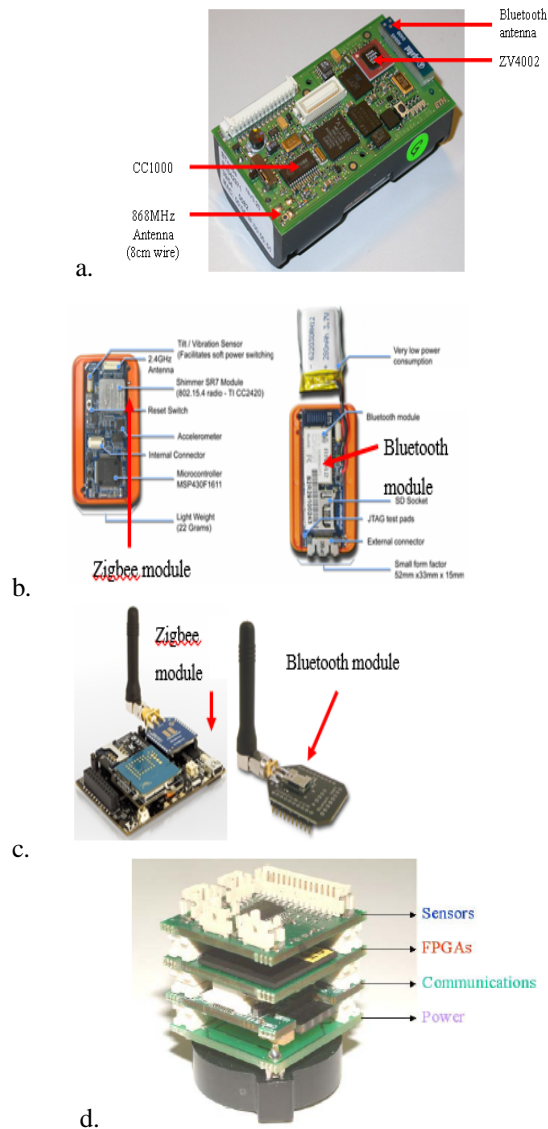 Bluetooth
antenna
ZV4002
CC1000
868MHz
Antenna
(8cm wire)
a.
Tilt / Vibration Sensor
(Facilitates soft power switching
2.4GHz
Antenna
Shimmer SR7 Module
(802.15.4 radio - TI CC2420)
Reset Switch
Accelerometer
Internal Connector
Microcontroller
MSP430F1611
Light Weight
(22 Grams)
Zigbee module
Very low power
consumption
Bluetooth module
Bluetooth
module
SD Socket
JTAG test pads
External connector
Small form factor
52mm x33mm x 15mm
b.
Zigbee
module
Bluetooth module
c.
Sensors
FPGAs
Communications
Power
d.